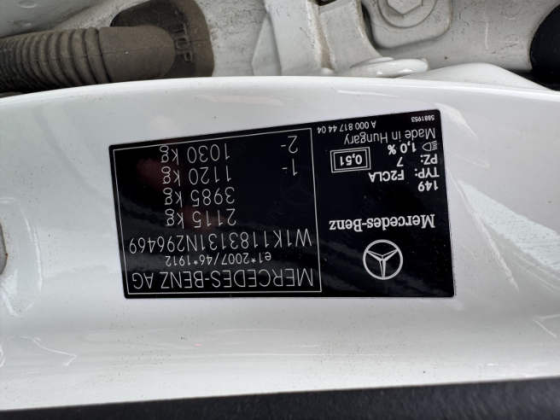 MERCEDES-BENZ AG
e1*2007/46*1912
W1K1183131N296469
2115 kg
3985 kg
1- 1120 kg
2- 1030 kg
Mercedes-Benz
149
TYP: F2CLA
PZ: 7 0,51
1,0 %
Made in Hungary
A 000 817 44 04
5881953